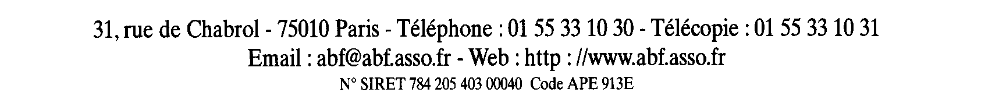 31, rue de Chabrol - 75010 Paris - Téléphone : 01 55 33 10 30 - Télécopie : 01 55 33 10 31
Email : abf@abf.asso.fr - Web : http : //www.abf.asso.fr
N° SIRET 784 205 403 00040 Code APE 913E